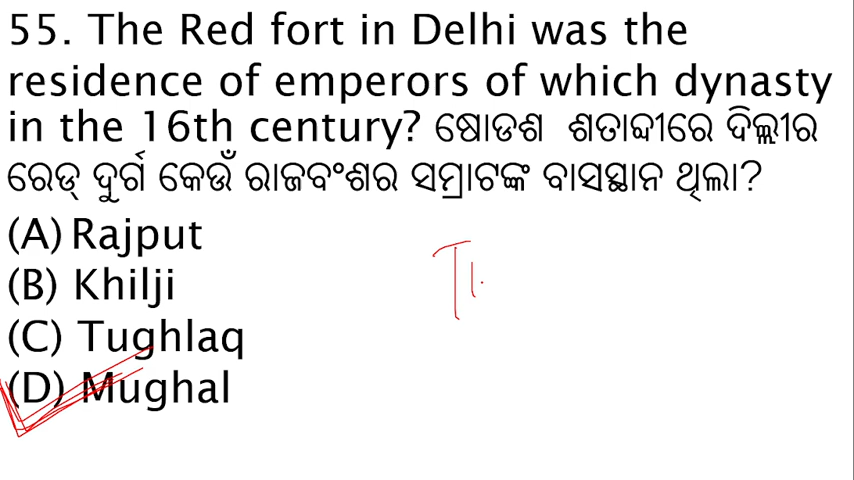 55. The Red fort in Delhi was the
residence of emperors of which dynasty
in the 16th century? ଷୋଡଶ ଶତାବ୍ଦୀରେ ଦିଲ୍ଲୀର
ରେଡ୍ ଦୁର୍ଗ କେଉଁ ରାଜବଂଶର ସମ୍ରାଟଙ୍କ ବାସସ୍ଥାନ ଥିଲା?
(A) Rajput
(B) Khilji
(C) Tughlaq
(D) Mughal